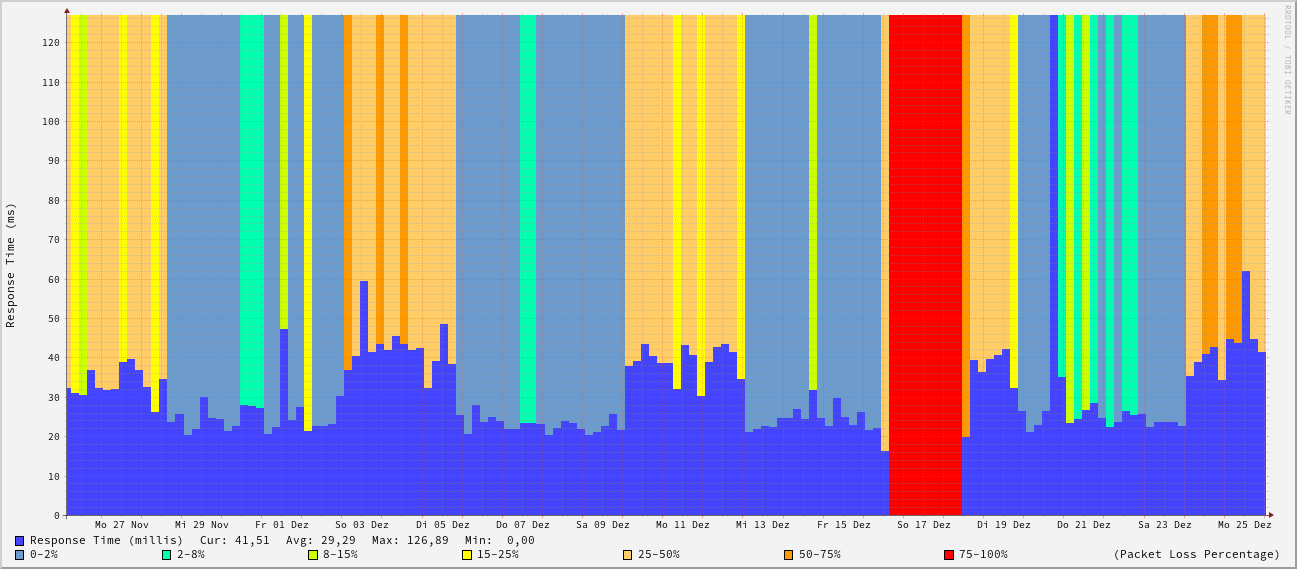 RRDTOOL / TOBI OETIKER
Response Time (ms)
120
110
100
90
80
70
60
50
40
30
20
10
0
Mo 27 Nov Mi 29 Nov Fr 01 Dez So 03 Dez Di 05 Dez Do 07 Dez Sa 09 Dez Mo 11 Dez Mi 13 Dez Fr 15 Dez So 17 Dez Di 19 Dez Do 21 Dez Sa 23 Dez Mo 25 Dez
Response Time (millis) Cur: 41,51 Avg: 29,29 Max: 126,89 Min: 0,00
0-2% 2-8% 8-15% 15-25% 25-50% 50-75% 75-100% (Packet Loss Percentage)